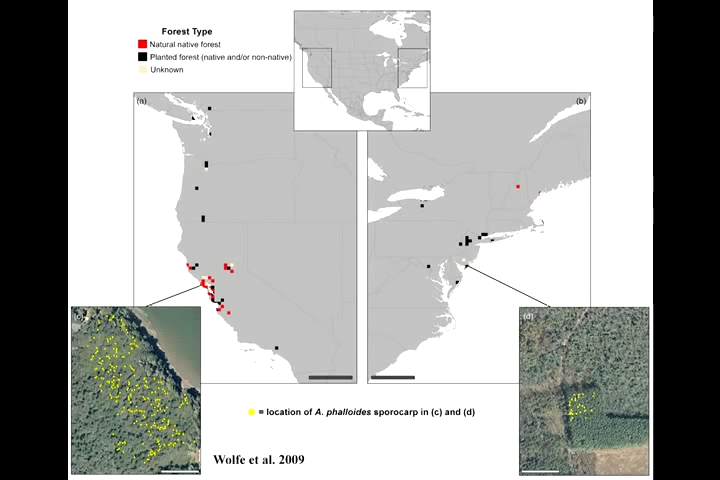 Forest Type
Natural native forest
Planted forest (native and/or non-native)
Unknown
(a)
(b)
(c)
(d)
= location of A. phalloides sporocarp in (c) and (d)
Wolfe et al. 2009